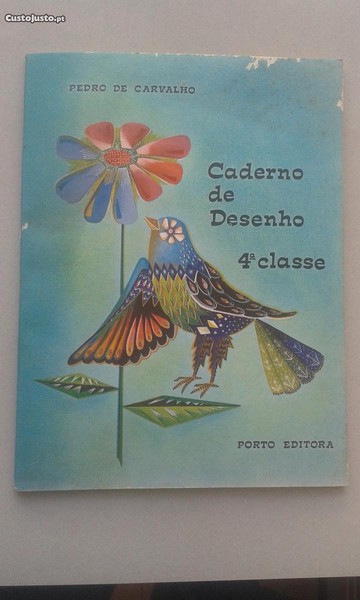 CustoJusto.pt
PEDRO DE CARVALHO
Caderno
de
Desenho
4ª classe
PORTO EDITORA